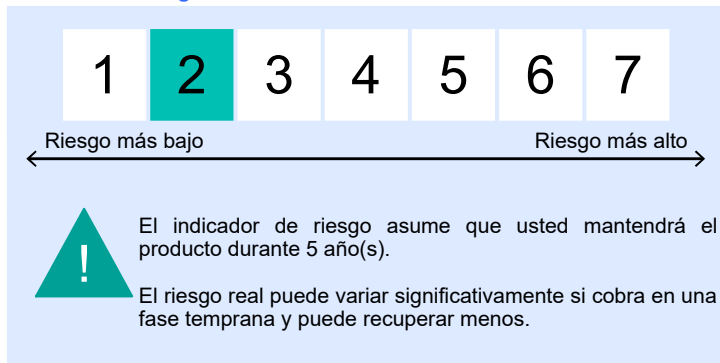 1 2 3 4 5 6 7
Riesgo más bajo Riesgo más alto
! El indicador de riesgo asume que usted mantendrá el
producto durante 5 año(s).
El riesgo real puede variar significativamente si cobra en una
fase temprana y puede recuperar menos.